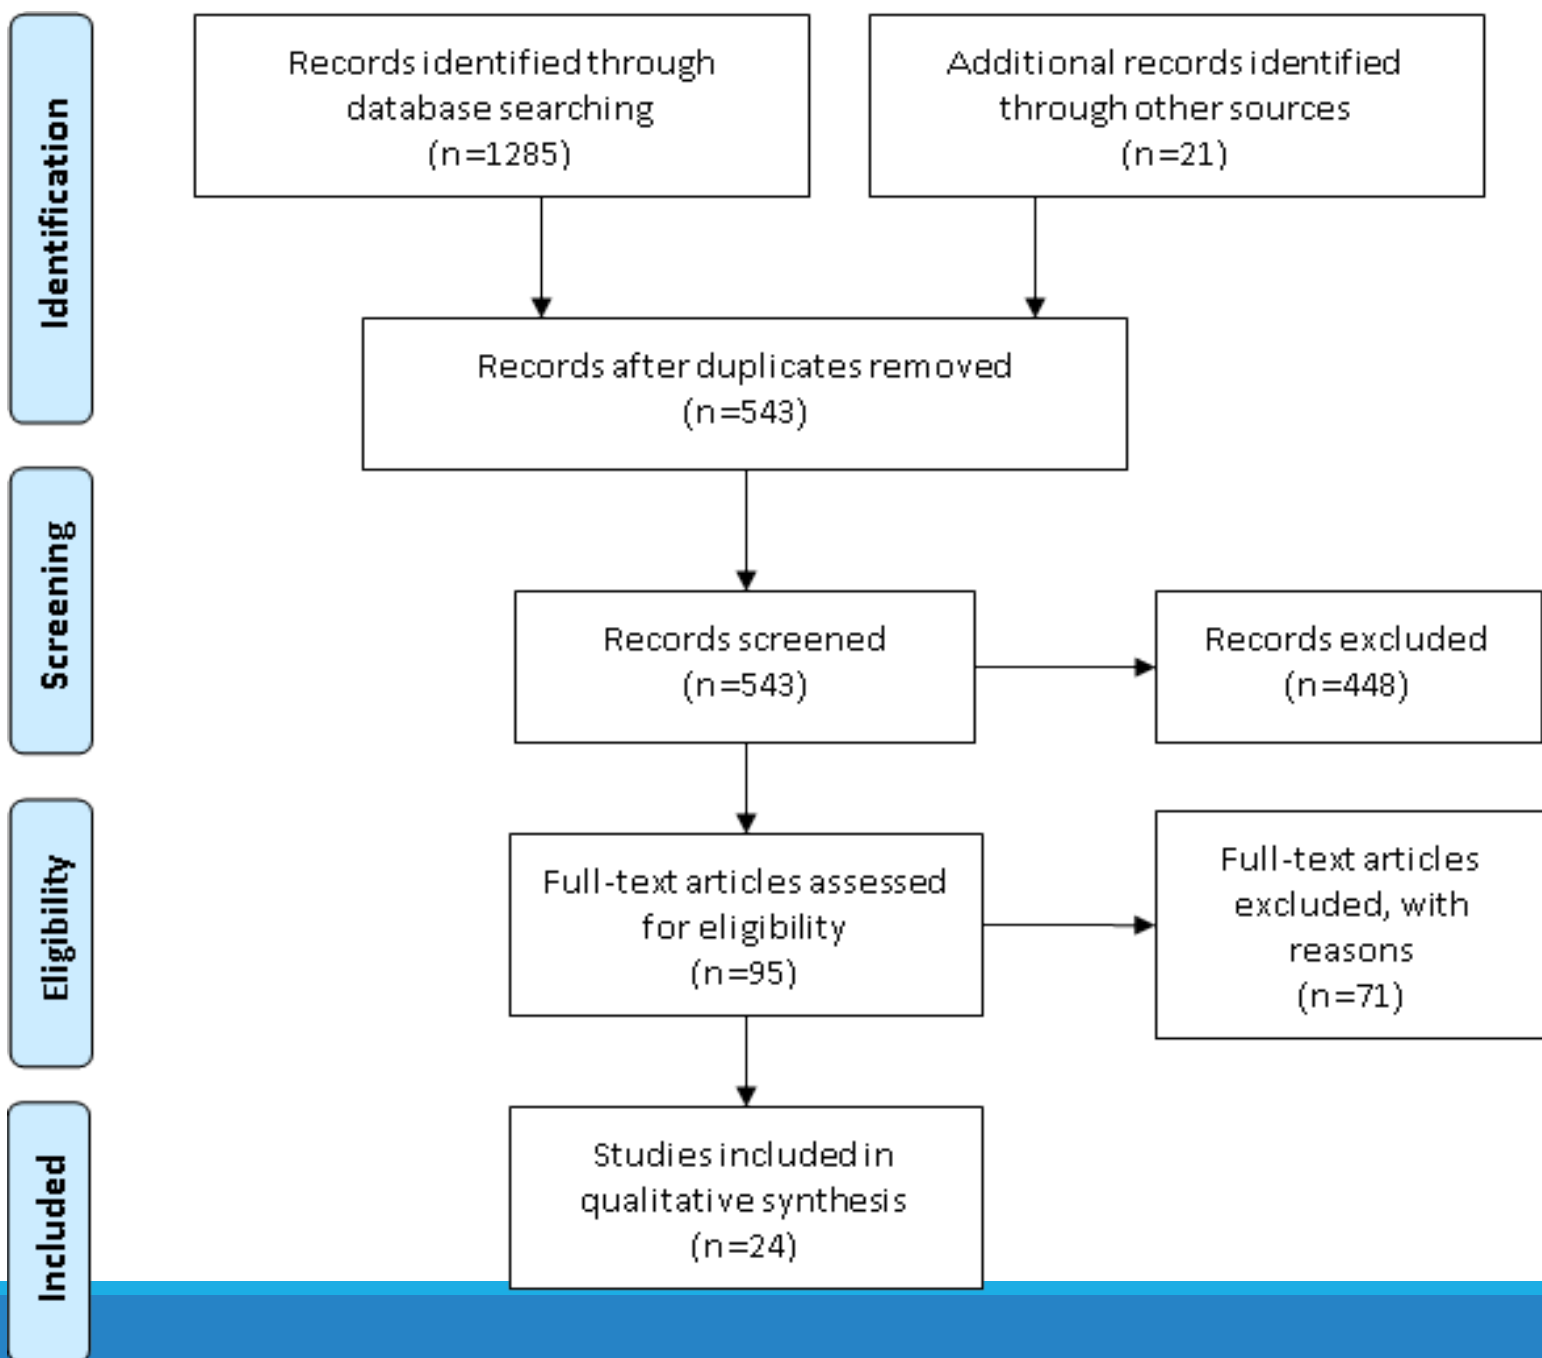 Identification
Records identified through
database searching
(n=1285)
Additional records identified
through other sources
(n=21)
Records after duplicates removed
(n=543)
Screening
Records screened
(n=543)
Records excluded
(n=448)
Eligibility
Full-text articles assessed
for eligibility
(n=95)
Full-text articles
excluded, with
reasons
(n=71)
Included
Studies included in
qualitative synthesis
(n=24)